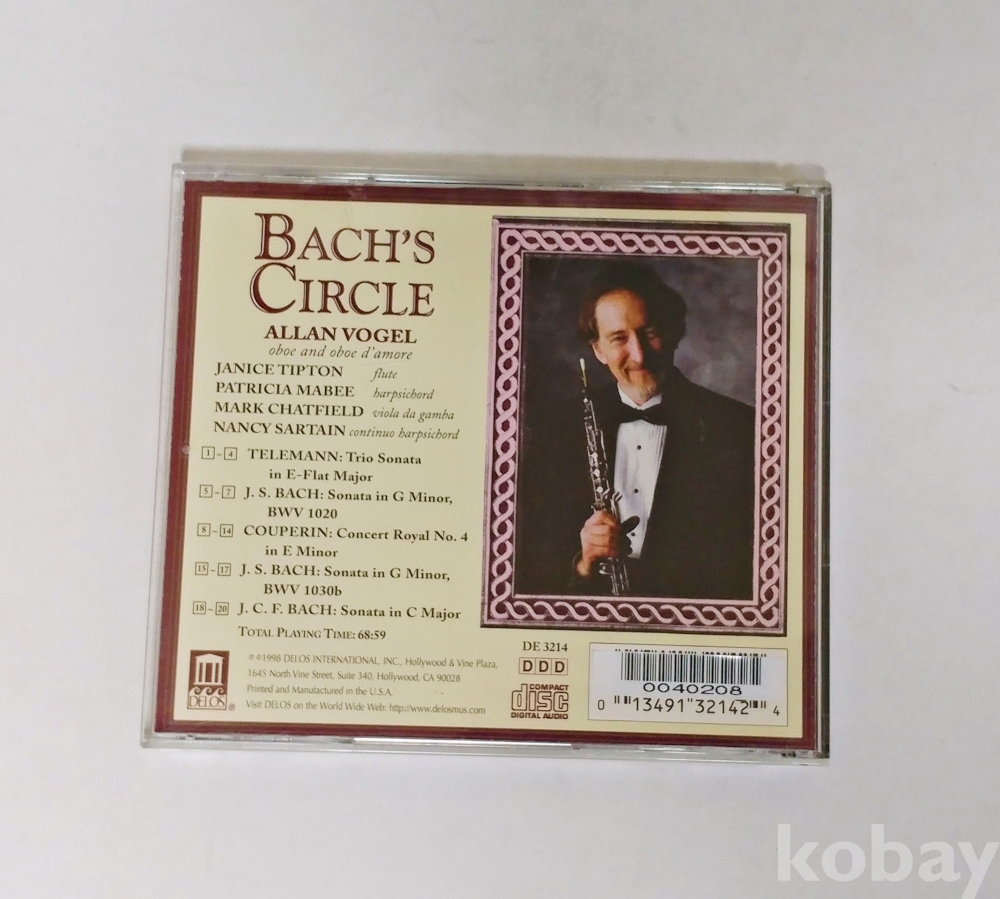 BACH'S
CIRCLE
ALLAN VOGEL
oboe and oboe d'amore
JANICE TIPTON flute
PATRICIA MABEE harpsichord
MARK CHATFIELD viola da gamba
NANCY SARTAIN continuo harpsichord
1 – 4 TELEMANN: Trio Sonata
in E-Flat Major
5 – 7 J. S. BACH: Sonata in G Minor,
BWV 1020
8 – 14 COUPERIN: Concert Royal No. 4
in E Minor
15 – 17 J. S. BACH: Sonata in G Minor,
BWV 1030b
18 – 20 J. C. F. BACH: Sonata in C Major
TOTAL PLAYING TIME: 68:59
℗©1998 DELOS INTERNATIONAL, INC., Hollywood & Vine Plaza,
1645 North Vine Street, Suite 340, Hollywood, CA 90028
Printed and Manufactured in the U.S.A.
Visit DELOS on the World Wide Web: http://www.delosmus.com
DELOS®
DE 3214
DDD
COMPACT
disc
DIGITAL AUDIO
0040208
0 13491 32142 4
kobay